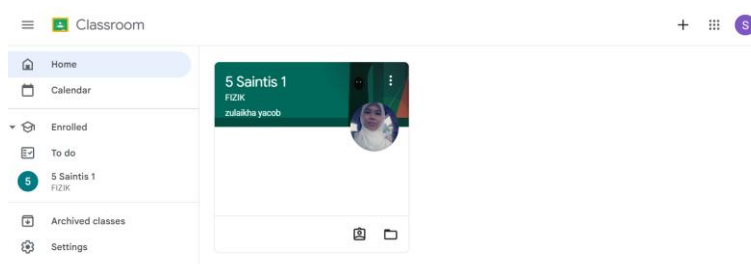 Classroom
S
Home
Calendar
Enrolled
To do
5
5 Saintis 1
FIZIK
Archived classes
Settings
5 Saintis 1
FIZIK
zulaikha yacob